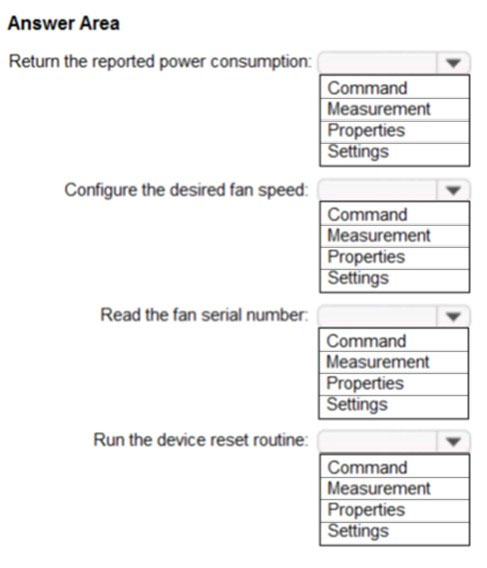 Answer Area
Return the reported power consumption:
Command
Measurement
Properties
Settings
Configure the desired fan speed:
Command
Measurement
Properties
Settings
Read the fan serial number:
Command
Measurement
Properties
Settings
Run the device reset routine:
Command
Measurement
Properties
Settings